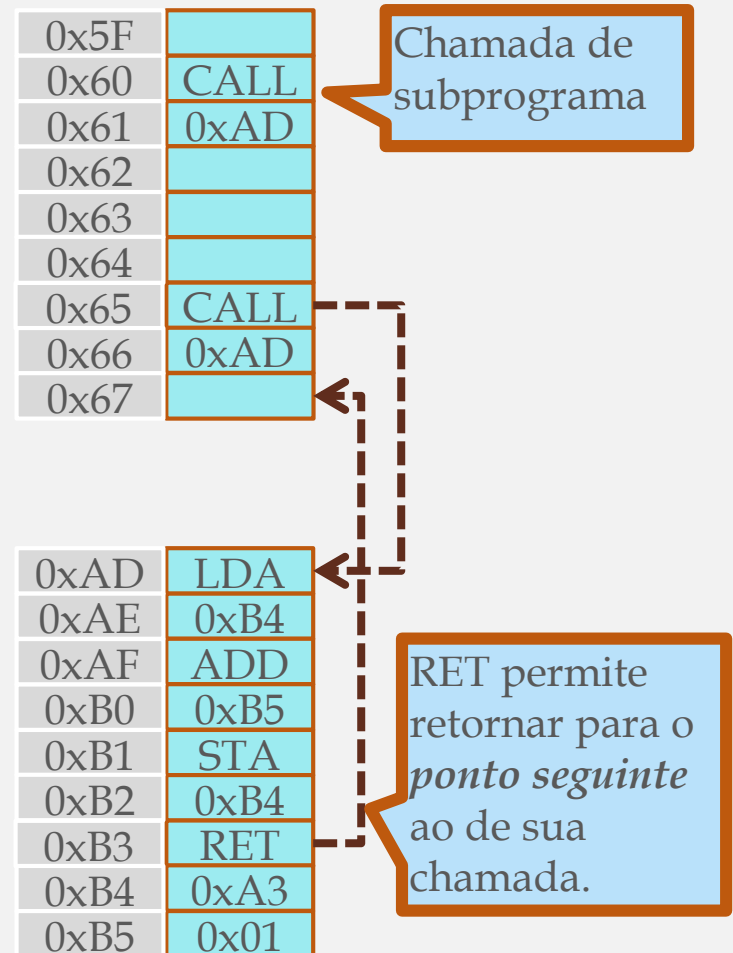 0x5F
0x60 CALL
0x61 0xAD
0x62
0x63
0x64
0x65 CALL
0x66 0xAD
0x67
Chamada de
subprograma
0xAD LDA
0xAE 0xB4
0xAF ADD
0xB0 0xB5
0xB1 STA
0xB2 0xB4
0xB3 RET
0xB4 0xA3
0xB5 0x01
RET permite
retornar para o
ponto seguinte
ao de sua
chamada.